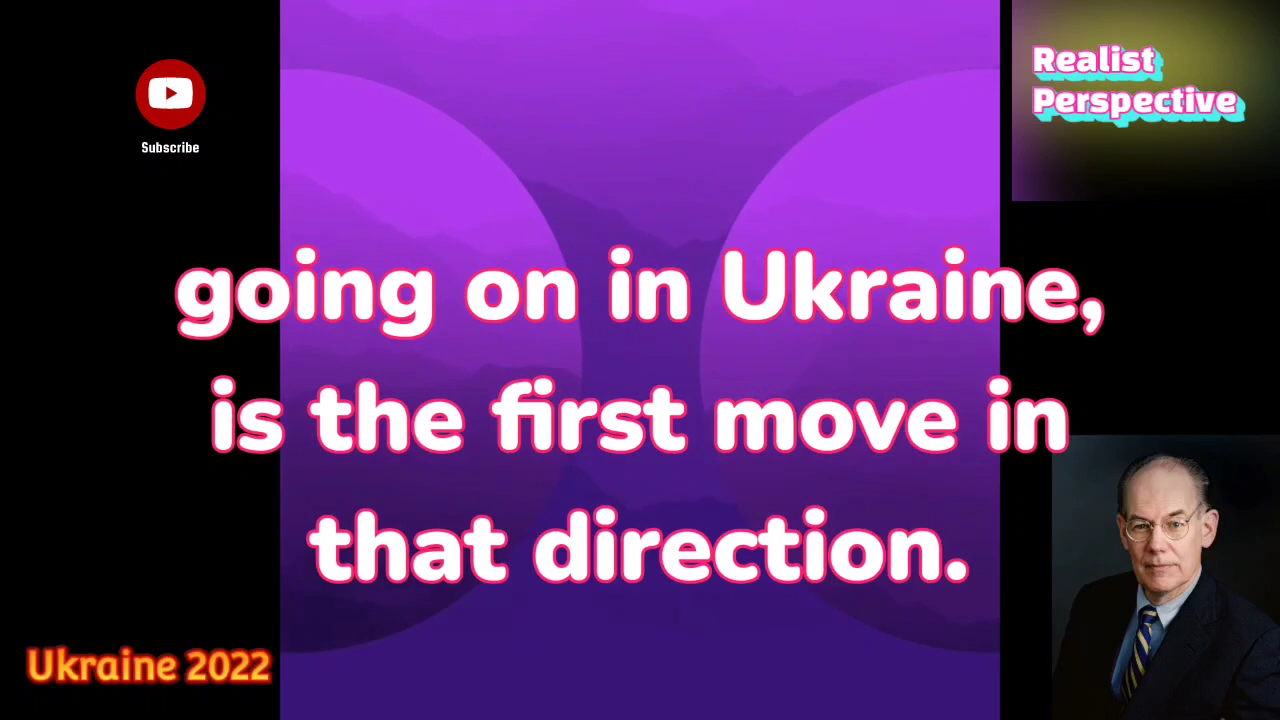 Subscribe
Realist
Perspective
going on in Ukraine,
is the first move in
that direction.
Ukraine 2022